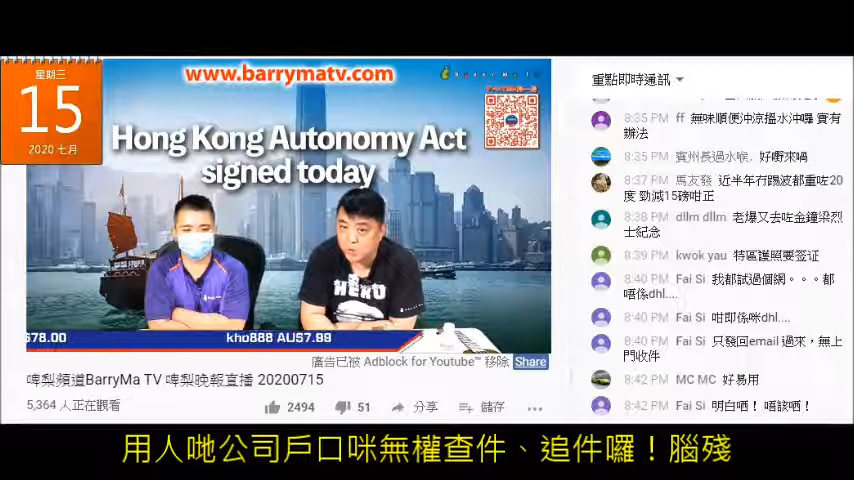 星期三
15
2020 七月
www.barrymatv.com
Hong Kong Autonomy Act
signed today
HERO
578.00
kho888 AU57.99
廣告已被 Adblock for Youtube™ 移除 Share
啤梨頻道BarryMa TV 啤梨晚報直播 20200715
5,364 人正在觀看
2494
51
分享
儲存
重點即時通訊
8:35 PM ff 無味順便沖涼搵水沖囉 實有
辦法
8:35 PM 賓州長過水喉. 好嘢來喎
8:37 PM 馬友發 近半年冇踢波都重咗20
度 勁減15磅咁正
8:38 PM dllm dllm 老爆又去咗金鐘梁烈
士紀念
8:39 PM kwok yau 特區護照要簽证
8:40 PM Fai Si 我都試過個網。。。都
唔係dhl....
8:40 PM Fai Si 咁即係咪dhl....
8:40 PM Fai Si 只發回email 過來，無上
門收件
8:42 PM MC MC 好易用
8:42 PM Fai Si 明白晒！唔該晒！
用人哋公司戶口咪無權查件、追件囉！腦殘